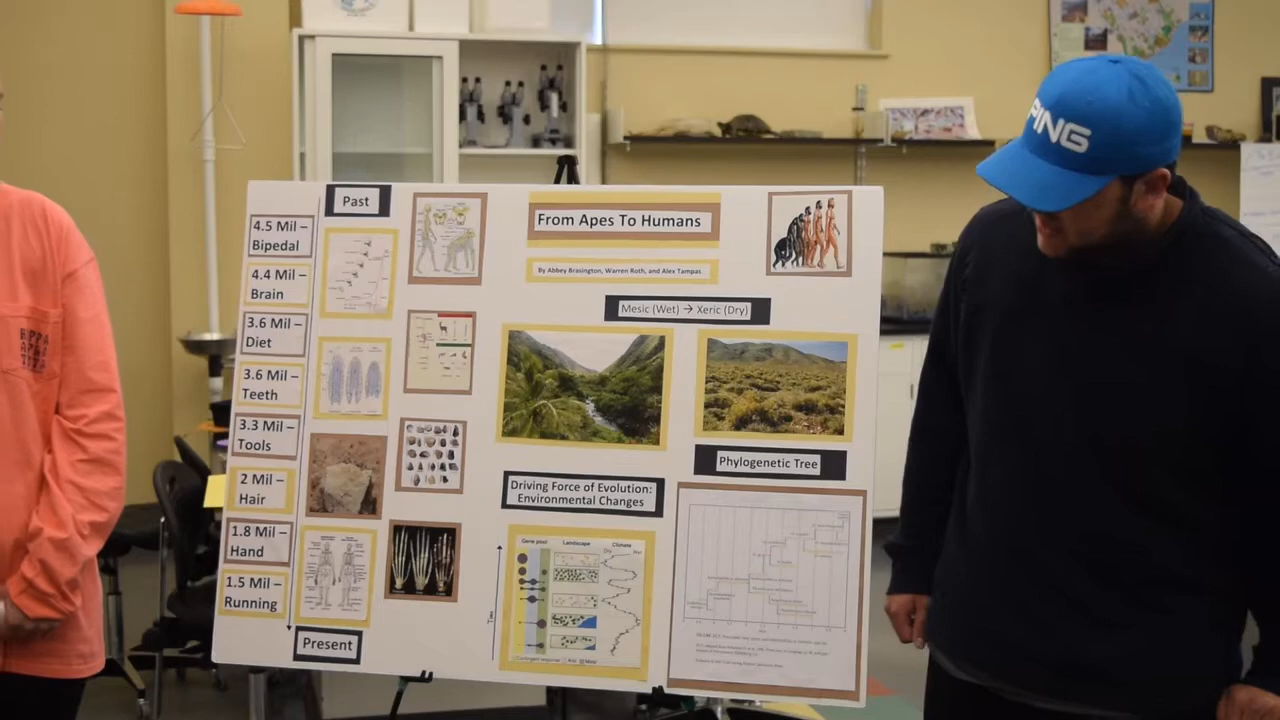 Past
4.5 Mil –
Bipedal
4.4 Mil –
Brain
3.6 Mil –
Diet
3.6 Mil –
Teeth
3.3 Mil –
Tools
2 Mil –
Hair
1.8 Mil –
Hand
1.5 Mil –
Running
Present
From Apes To Humans
By Abbey Brasington, Warren Roth, and Alex Tampas
Mesic (Wet) → Xeric (Dry)
Driving Force of Evolution:
Environmental Changes
Gene pool
Landscape
Climate
Dry
Wet
Time
Phylogenetic Tree
PING